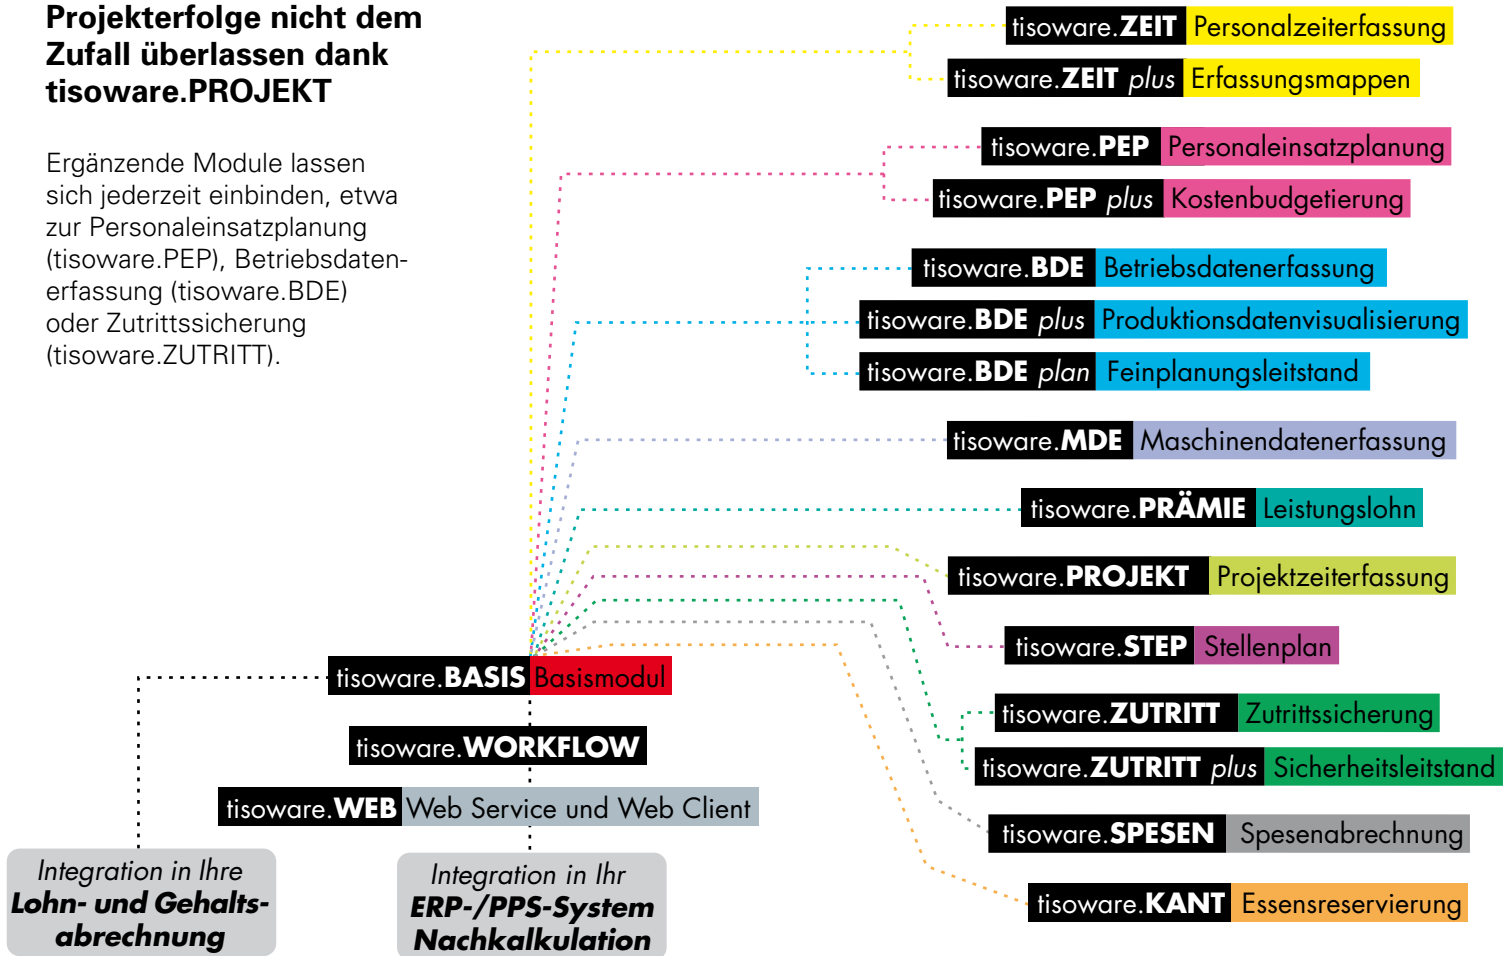 Projekterfolge nicht dem
Zufall überlassen dank
tisoware.PROJEKT
Ergänzende Module lassen
sich jederzeit einbinden, etwa
zur Personaleinsatzplanung
(tisoware.PEP), Betriebsdaten-
erfassung (tisoware.BDE)
oder Zutrittssicherung
(tisoware.ZUTRITT).
tisoware.ZEIT Personalzeiterfassung
tisoware.ZEIT plus Erfassungsmappen
tisoware.PEP Personaleinsatzplanung
tisoware.PEP plus Kostenbudgetierung
tisoware.BDE Betriebsdatenerfassung
tisoware.BDE plus Produktionsdatenvisualisierung
tisoware.BDE plan Feinplanungsleitstand
tisoware.MDE Maschinendatenerfassung
tisoware.PRÄMIE Leistungslohn
tisoware.PROJEKT Projektzeiterfassung
tisoware.STEP Stellenplan
tisoware.ZUTRITT Zutrittssicherung
tisoware.ZUTRITT plus Sicherheitsleitstand
tisoware.SPESEN Spesenabrechnung
tisoware.KANT Essensreservierung
tisoware.BASIS Basismodul
tisoware.WORKFLOW
tisoware.WEB Web Service und Web Client
Integration in Ihre
Lohn- und Gehalts-
abrechnung
Integration in Ihr
ERP-/PPS-System
Nachkalkulation